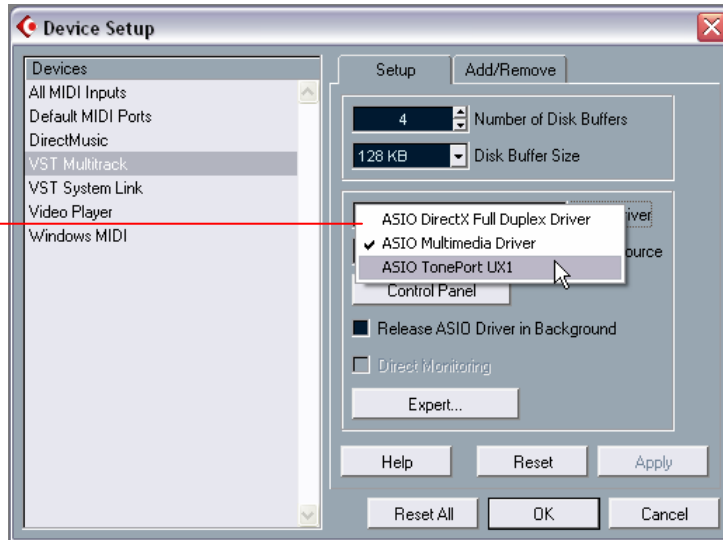 Device Setup
Devices
All MIDI Inputs
Default MIDI Ports
DirectMusic
VST Multitrack
VST System Link
Video Player
Windows MIDI
Setup
Add/Remove
4 Number of Disk Buffers
128 KB Disk Buffer Size
ASIO DirectX Full Duplex Driver
ASIO Multimedia Driver
ASIO TonePort UX1
Control Panel
Release ASIO Driver in Background
Direct Monitoring
Expert...
Help
Reset
Apply
Reset All
OK
Cancel